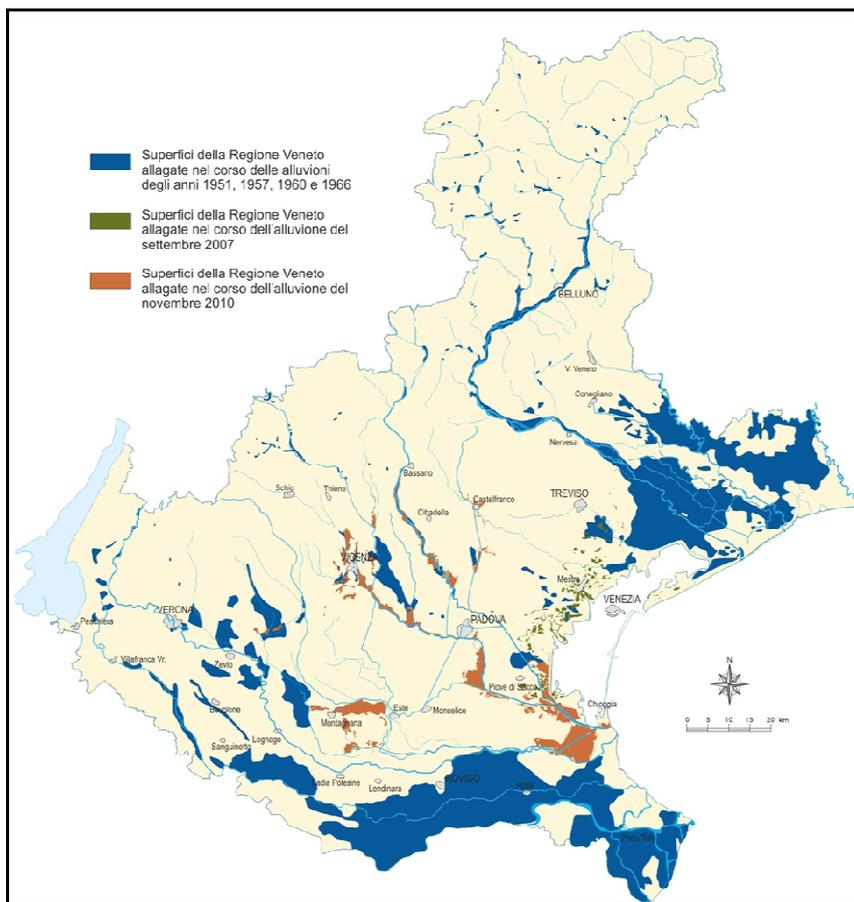 Superfici della Regione Veneto
allagate nel corso delle alluvioni
degli anni 1951, 1957, 1960 e 1966
Superfici della Regione Veneto
allagate nel corso dell'alluvione del
settembre 2007
Superfici della Regione Veneto
allagate nel corso dell'alluvione del
novembre 2010
BELLUNO
V. Veneto
Conegliano
Nervesa
Bassano
Schio
Thiene
Cittadella
Castelfranco
TREVISO
VICENZA
Mestre
VENEZIA
VERONA
PADOVA
Peschiera
Villafranca Vr.
Zevio
Piove di Sacco
N
Chioggia
Este
Monselice
Montagnana
0 5 10 15 20 km
Sanguinetto
Legnago
Badia Polesine
Lendinara
ROVIGO
Adria
Porto Tolle